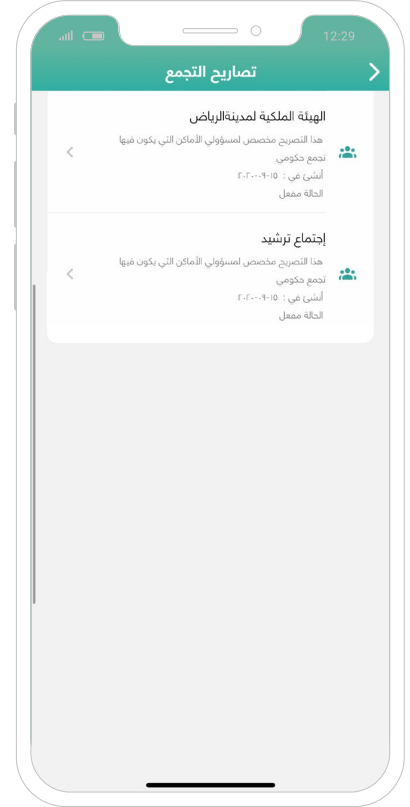 12:29
تصاريح التجمع
الهيئة الملكية لمدينةالرياض
هذا التصريح مخصص لمسؤولي الأماكن التي يكون فيها
تجمع حكومي
أنشئ في : ١٥-٠٩-٢٠٢٠
الحالة مفعل
إجتماع ترشيد
هذا التصريح مخصص لمسؤولي الأماكن التي يكون فيها
تجمع حكومي
أنشئ في : ١٥-٠٩-٢٠٢٠
الحالة مفعل